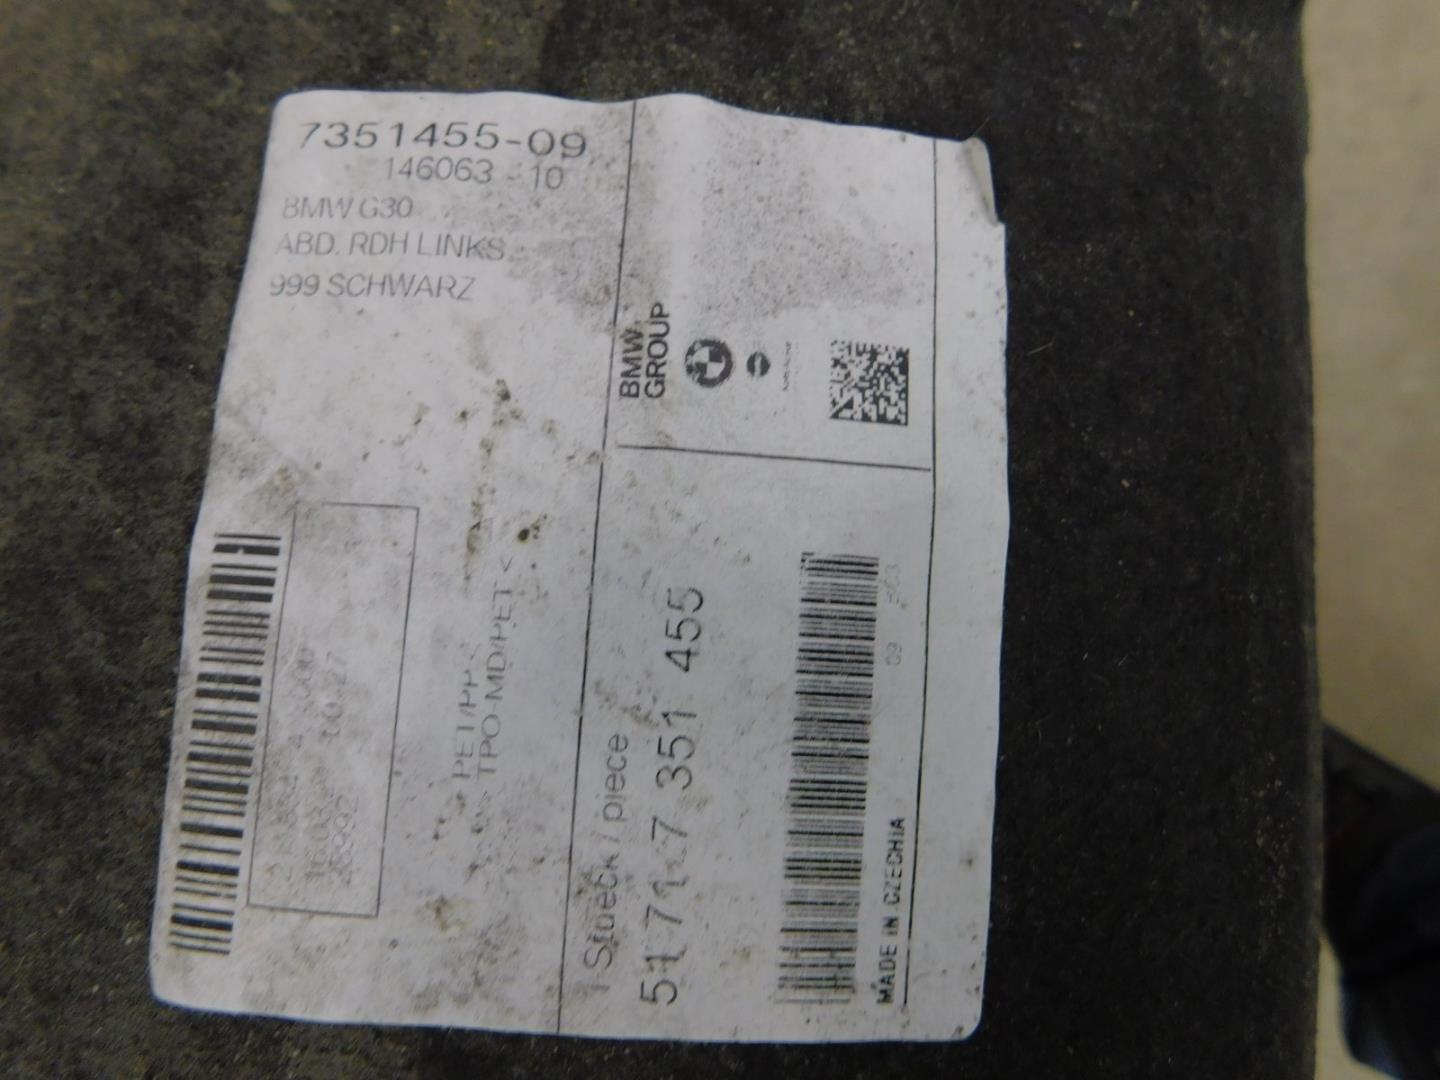 7351455-09
146063 - 10
BMW G30
ABD. RDH LINKS
999 SCHWARZ
PET/PP<
TPO-MD/PET <
BMW
GROUP
1 Stueck / piece
51 71-7 351 455
09
MADE IN CZECHIA